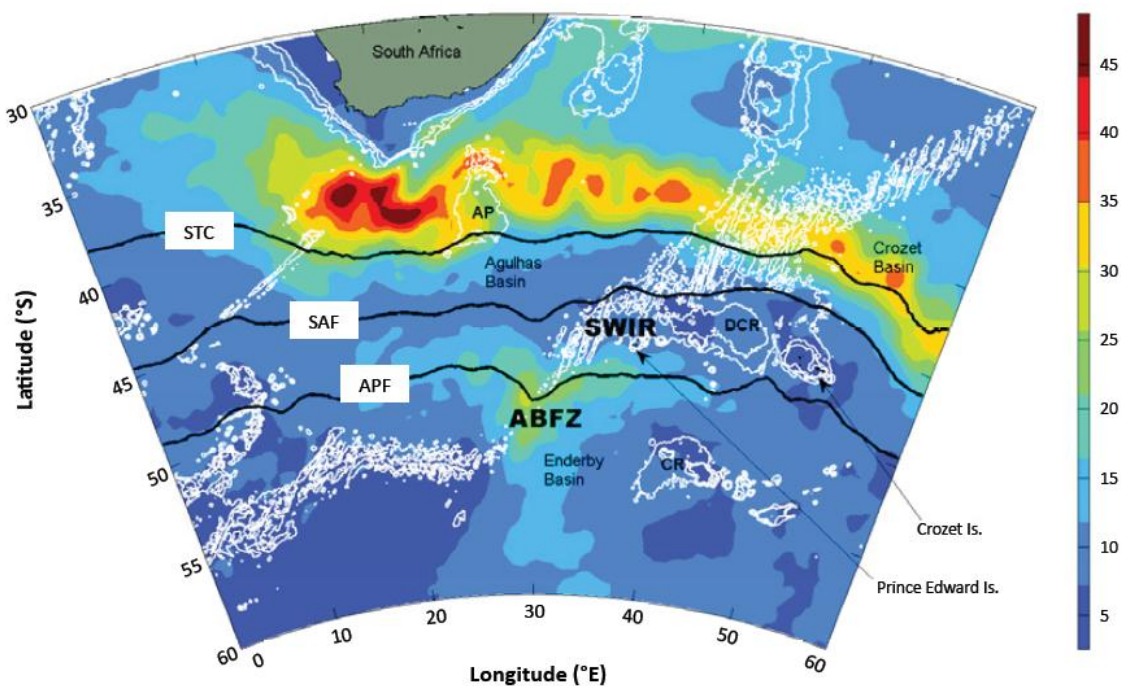 South Africa
30
35
40
45
50
55
60
Latitude (°S)
STC
SAF
APF
AP
Agulhas
Basin
Crozet
Basin
SWIR
DCR
ABFZ
Enderby
Basin
CR
Crozet Is.
Prince Edward Is.
0
10
20
30
40
50
60
Longitude (°E)
45
40
35
30
25
20
15
10
5